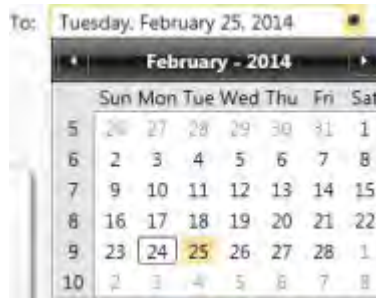 To: Tuesday, February 25, 2014
February - 2014
Sun Mon Tue Wed Thu Fri Sat
5 26 27 28 29 30 31 1
6 2 3 4 5 6 7 8
7 9 10 11 12 13 14 15
8 16 17 18 19 20 21 22
9 23 24 25 26 27 28 1
10 2 3 4 5 6 7 8